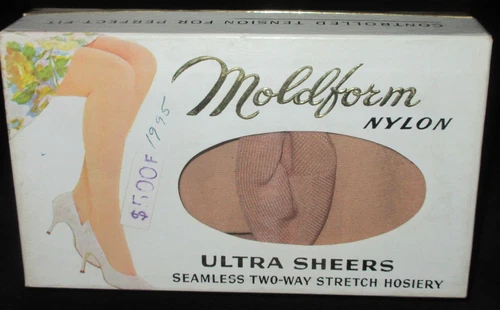 CONTROLLED TENSION FOR PERFECT FIT
Moldform
NYLON
1995
$500F
ULTRA SHEERS
SEAMLESS TWO-WAY STRETCH HOSIERY